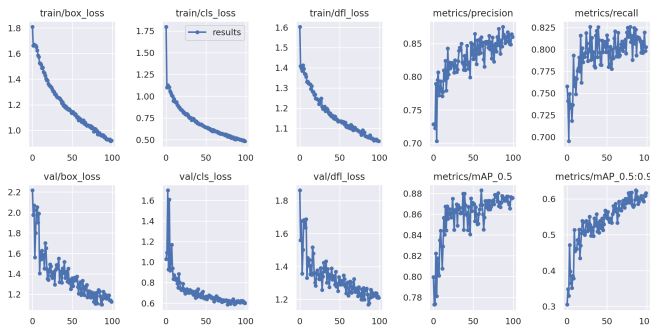 train/box_loss
train/cls_loss
train/dfl_loss
metrics/precision
metrics/recall
1.8
1.6
1.4
1.2
1.0
0 50 100
1.75
1.50
1.25
1.00
0.75
0.50
results
0 50 100
1.6
1.5
1.4
1.3
1.2
1.1
0 50 100
0.85
0.80
0.75
0.70
0 50 100
0.825
0.800
0.775
0.750
0.725
0.700
0 50 100
val/box_loss
val/cls_loss
val/dfl_loss
metrics/mAP_0.5
metrics/mAP_0.5:0.9
2.2
2.0
1.8
1.6
1.4
1.2
0 50 100
1.6
1.4
1.2
1.0
0.8
0.6
0 50 100
1.8
1.6
1.4
1.2
0 50 100
0.88
0.86
0.84
0.82
0.80
0.78
0 50 100
0.6
0.5
0.4
0.3
0 50 100